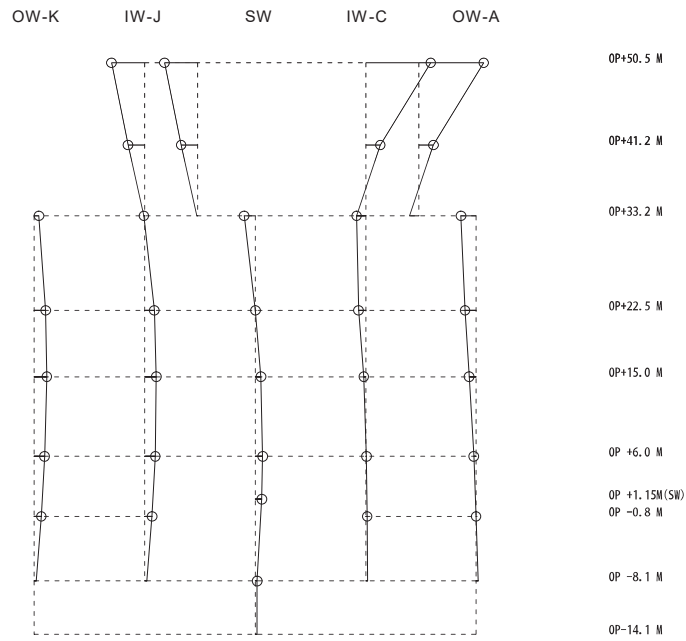 OW-K IW-J SW IW-C OW-A
OP+50.5 M
OP+41.2 M
OP+33.2 M
OP+22.5 M
OP+15.0 M
OP +6.0 M
OP +1.15M(SW)
OP -0.8 M
OP -8.1 M
OP-14.1 M